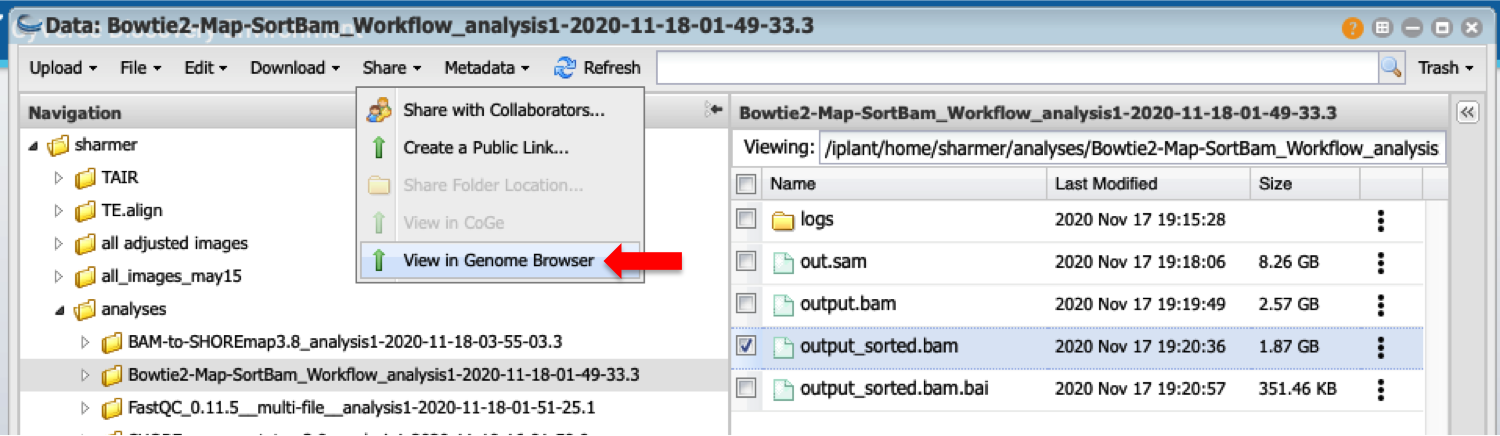 Data: Bowtie2-Map-SortBam_Workflow_analysis1-2020-11-18-01-49-33.3
Upload File Edit Download Share Metadata Refresh Trash
Navigation
sharmer
TAIR
TE.align
all adjusted images
all_images_may15
analyses
BAM-to-SHOREmap3.8_analysis1-2020-11-18-03-55-03.3
Bowtie2-Map-SortBam_Workflow_analysis1-2020-11-18-01-49-33.3
FastQC_0.11.5__multi-file__analysis1-2020-11-18-01-51-25.1
Share with Collaborators...
Create a Public Link...
Share Folder Location...
View in CoGe
View in Genome Browser
Bowtie2-Map-SortBam_Workflow_analysis1-2020-11-18-01-49-33.3
Viewing: /iplant/home/sharmer/analyses/Bowtie2-Map-SortBam_Workflow_analysis
Name Last Modified Size
logs 2020 Nov 17 19:15:28
out.sam 2020 Nov 17 19:18:06 8.26 GB
output.bam 2020 Nov 17 19:19:49 2.57 GB
output_sorted.bam 2020 Nov 17 19:20:36 1.87 GB
output_sorted.bam.bai 2020 Nov 17 19:20:57 351.46 KB